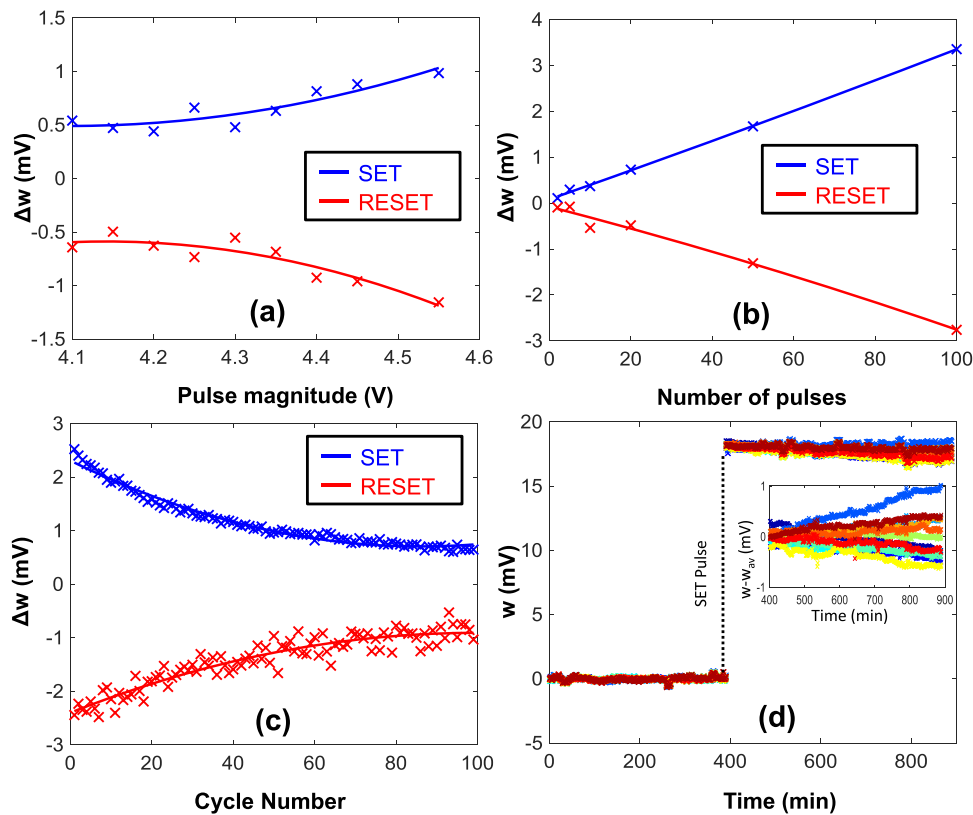 1.5
1
0.5
0
-0.5
-1
-1.5
Δw (mV)
SET
RESET
(a)
4.1 4.2 4.3 4.4 4.5 4.6
Pulse magnitude (V)
4
3
2
1
0
-1
-2
-3
Δw (mV)
SET
RESET
(b)
0 20 40 60 80 100
Number of pulses
3
2
1
0
-1
-2
-3
Δw (mV)
SET
RESET
(c)
0 20 40 60 80 100
Cycle Number
20
15
10
5
0
-5
w (mV)
SET Pulse
1
0
-1
w-wav (mV)
400 500 600 700 800 900
Time (min)
(d)
0 200 400 600 800
Time (min)